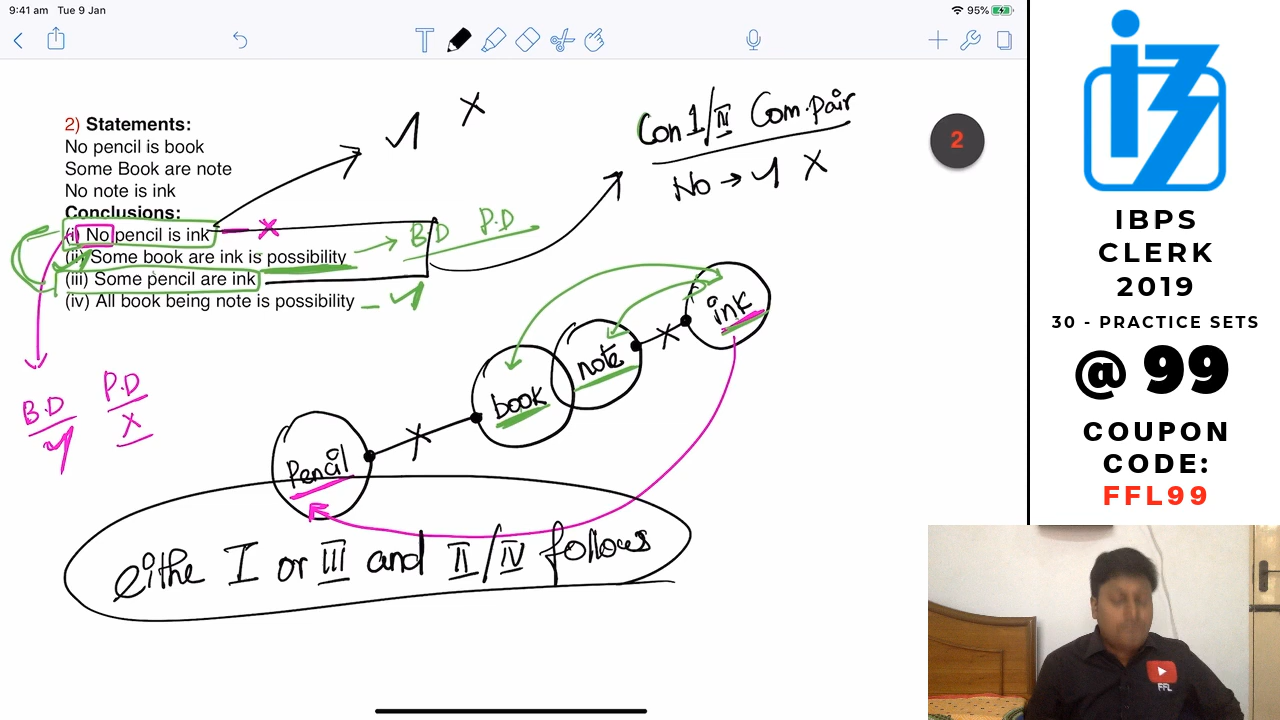 9:41 am Tue 9 Jan
95%
T
2) Statements:
No pencil is book
Some Book are note
No note is ink
Conclusions:
(i) No pencil is ink
(ii) Some book are ink is possibility
(iii) Some pencil are ink
(iv) All book being note is possibility
B.D P.D
Con 1/II Com.pair
No → X
2
ink
note
book
Pencil
B.D P.D
X
eithe I or III and II/IV follows
IBPS
CLERK
2019
30 - PRACTICE SETS
@ 99
COUPON
CODE:
FFL99
FFL